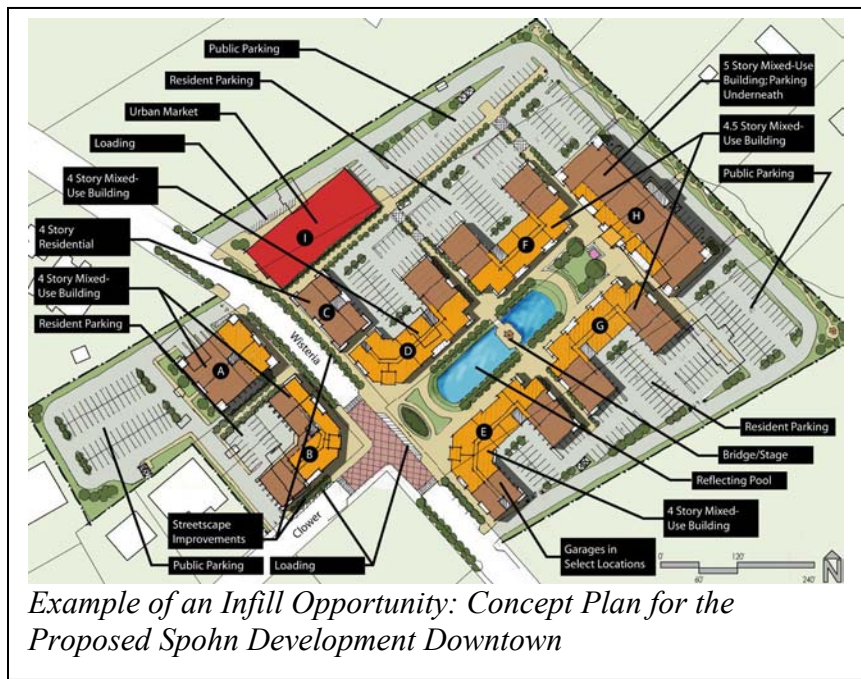 Public Parking
Resident Parking
Urban Market
Loading
4 Story Mixed-
Use Building
4 Story
Residential
4 Story Mixed-
Use Building
Resident Parking
5 Story Mixed-Use
Building; Parking
Underneath
4.5 Story Mixed-
Use Building
Public Parking
I
H
F
C
D
G
A
E
B
Wisteria
Clower
Resident Parking
Bridge/Stage
Reflecting Pool
4 Story Mixed-
Use Building
Garages in
Select Locations
Streetscape
Improvements
Public Parking
Loading
0'
120'
60'
240'
N
Example of an Infill Opportunity: Concept Plan for the
Proposed Spohn Development Downtown